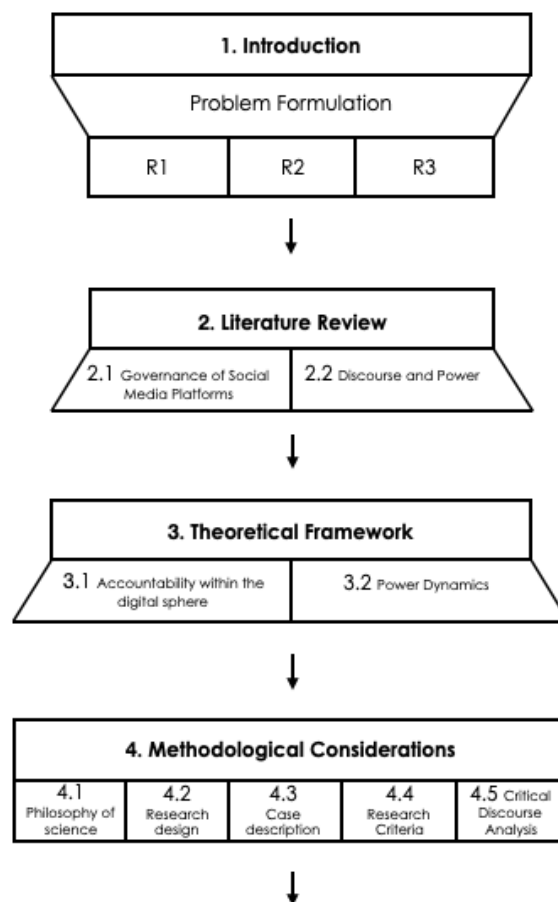 1. Introduction
Problem Formulation
R1 R2 R3
2. Literature Review
2.1 Governance of Social
Media Platforms
2.2 Discourse and Power
3. Theoretical Framework
3.1 Accountability within the
digital sphere
3.2 Power Dynamics
4. Methodological Considerations
4.1
Philosophy of
science
4.2
Research
design
4.3
Case
description
4.4
Research
Criteria
4.5 Critical
Discourse
Analysis